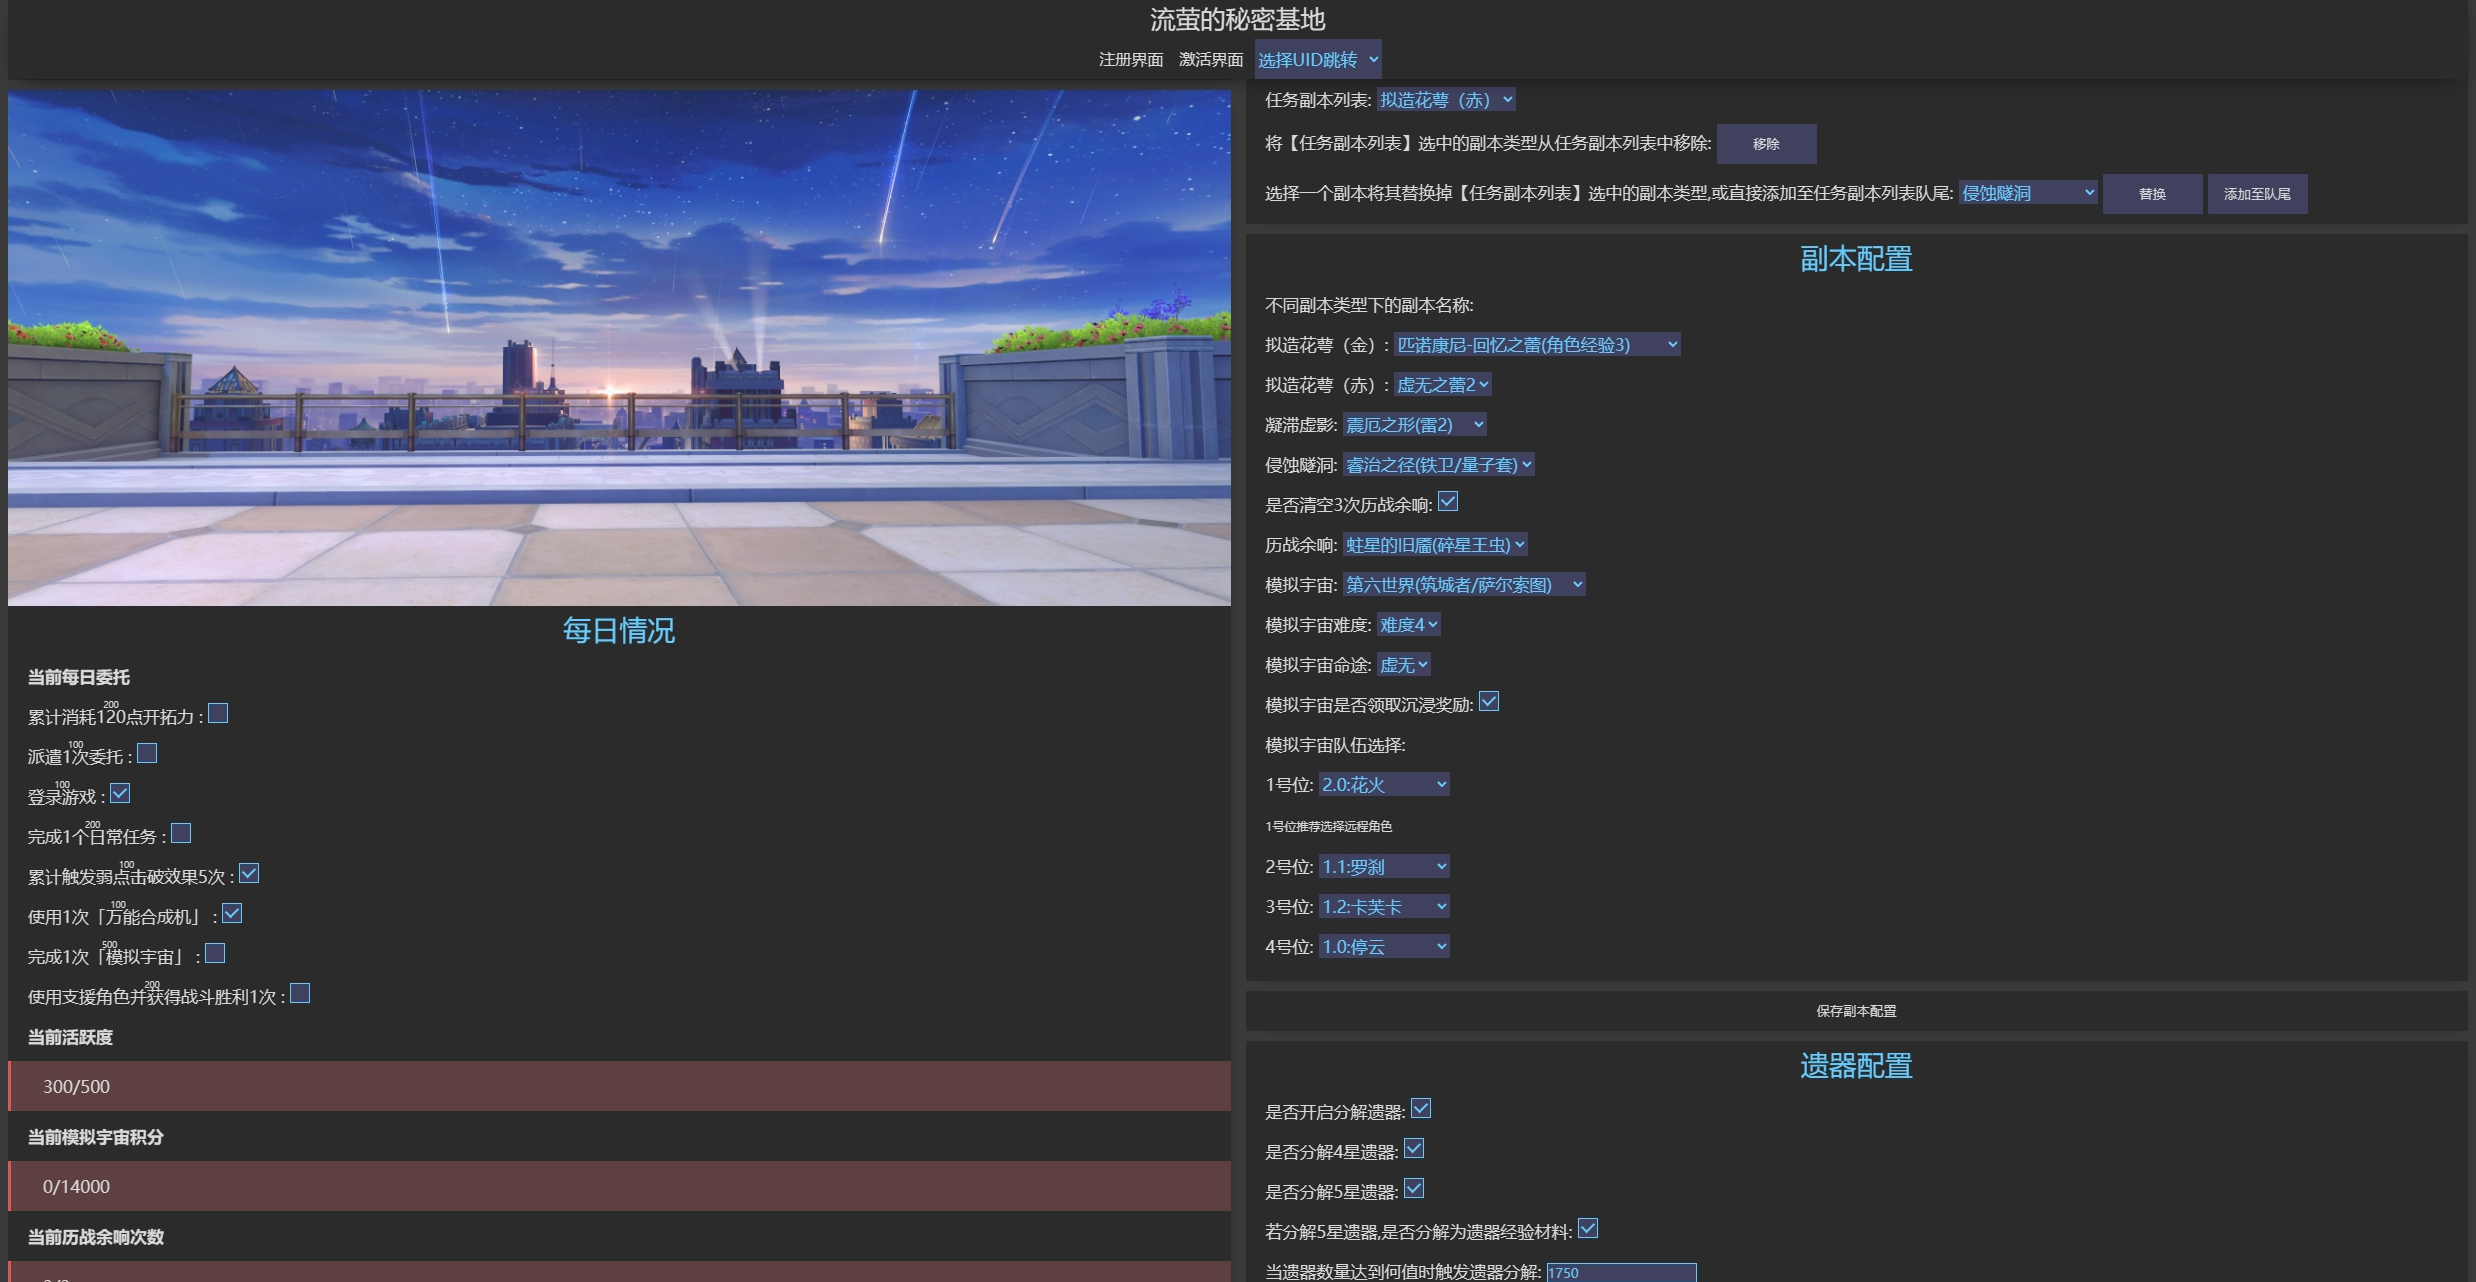 流萤的秘密基地
注册界面 激活界面 选择UID跳转
每日情况
当前每日委托
累计消耗120点开拓力 : 200
派遣1次委托 : 100
登录游戏 : 100
完成1个日常任务 : 200
累计触发弱点击破效果5次 : 100
使用1次「万能合成机」 : 100
完成1次「模拟宇宙」 : 500
使用支援角色并获得战斗胜利1次 : 200
当前活跃度
300/500
当前模拟宇宙积分
0/14000
当前历战余响次数
任务副本列表: 拟造花萼（赤）
将【任务副本列表】选中的副本类型从任务副本列表中移除: 移除
选择一个副本将其替换掉【任务副本列表】选中的副本类型,或直接添加至任务副本列表队尾: 侵蚀隧洞 替换 添加至队尾
副本配置
不同副本类型下的副本名称:
拟造花萼（金）: 匹诺康尼-回忆之蕾(角色经验3)
拟造花萼（赤）: 虚无之蕾2
凝滞虚影: 震厄之形(雷2)
侵蚀隧洞: 睿治之径(铁卫/量子套)
是否清空3次历战余响:
历战余响: 蛀星的旧靥(碎星王虫)
模拟宇宙: 第六世界(筑城者/萨尔索图)
模拟宇宙难度: 难度4
模拟宇宙命途: 虚无
模拟宇宙是否领取沉浸奖励:
模拟宇宙队伍选择:
1号位: 2.0:花火
1号位推荐选择远程角色
2号位: 1.1:罗刹
3号位: 1.2:卡芙卡
4号位: 1.0:停云
保存副本配置
遗器配置
是否开启分解遗器:
是否分解4星遗器:
是否分解5星遗器:
若分解5星遗器,是否分解为遗器经验材料:
当遗器数量达到何值时触发遗器分解: 1750